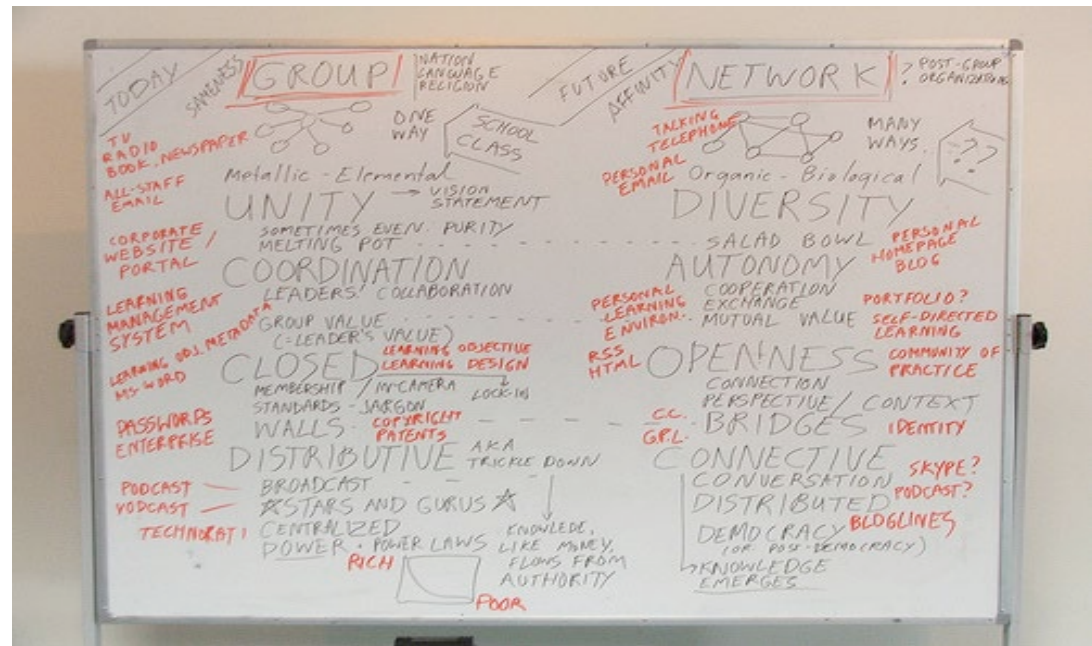 TODAY
SAMENESS
GROUP
NATION
LANGUAGE
RELIGION
ONE
WAY
SCHOOL
CLASS
TV
RADIO
BOOK, NEWSPAPER
ALL-STAFF
EMAIL
Metallic - Elemental
UNITY → VISION
STATEMENT
SOMETIMES EVEN PURITY
MELTING POT
CORPORATE
WEBSITE /
PORTAL
COORDINATION
LEADERS! COLLABORATION
LEARNING
MANAGEMENT
SYSTEM
GROUP VALUE
(=LEADER'S VALUE)
LEARNING OBJ. METADATA
MS-WORD
CLOSED
LEARNING OBJECTIVE
LEARNING DESIGN
LOCK-IN
MEMBERSHIP /
STANDARDS - JARGON
WALLS
COPYRIGHT
PATENTS
PASSWORDS
ENTERPRISE
DISTRIBUTIVE AKA
TRICKLE DOWN
PODCAST
VODCAST
BROADCAST
STARS AND GURUS
TECHNORATI
CENTRALIZED
POWER. POWER LAWS
RICH
POOR
KNOWLEDE,
LIKE MONEY,
FLOWS FROM
AUTHORITY
FUTURE
AFFINITY
NETWORK
? POST-GROUP
TALKING
TELEPHONE
MANY
WAYS.
??
PERSONAL
EMAIL
Organic - Biological
DIVERSITY
SALAD BOWL
PERSONAL
HOMEPAGE
BLOG
AUTONOMY
COOPERATION
EXCHANGE
MUTUAL VALUE
PERSONAL
LEARNING
ENVIRON.
PORTFOLIO?
SELF-DIRECTED
LEARNING
RSS
HTML
OPENNESS
COMMUNITY OF
PRACTICE
CONNECTION
PERSPECTIVE / CONTEXT
C.C.
G.P.L.
BRIDGES
IDENTITY
CONNECTIVE
CONVERSATION
DISTRIBUTED
SKYPE?
PODCAST?
BLOGLINES
DEMOCRACY
(OR POST-DEMOCRACY)
KNOWLEDGE
EMERGES